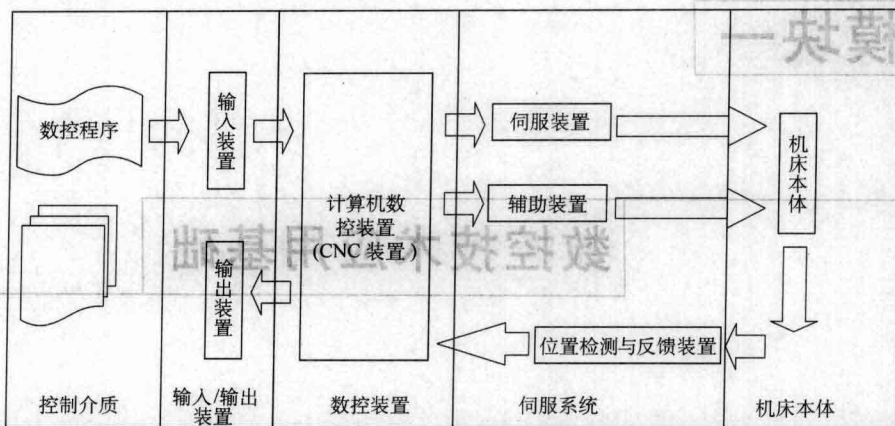 模块一
数控程序
输入装置
伺服装置
机床本体
计算机数
控装置
(CNC 装置)
辅助装置
数控技术应用基础
输出装置
位置检测与反馈装置
控制介质
输入/输出
装置
数控装置
伺服系统
机床本体